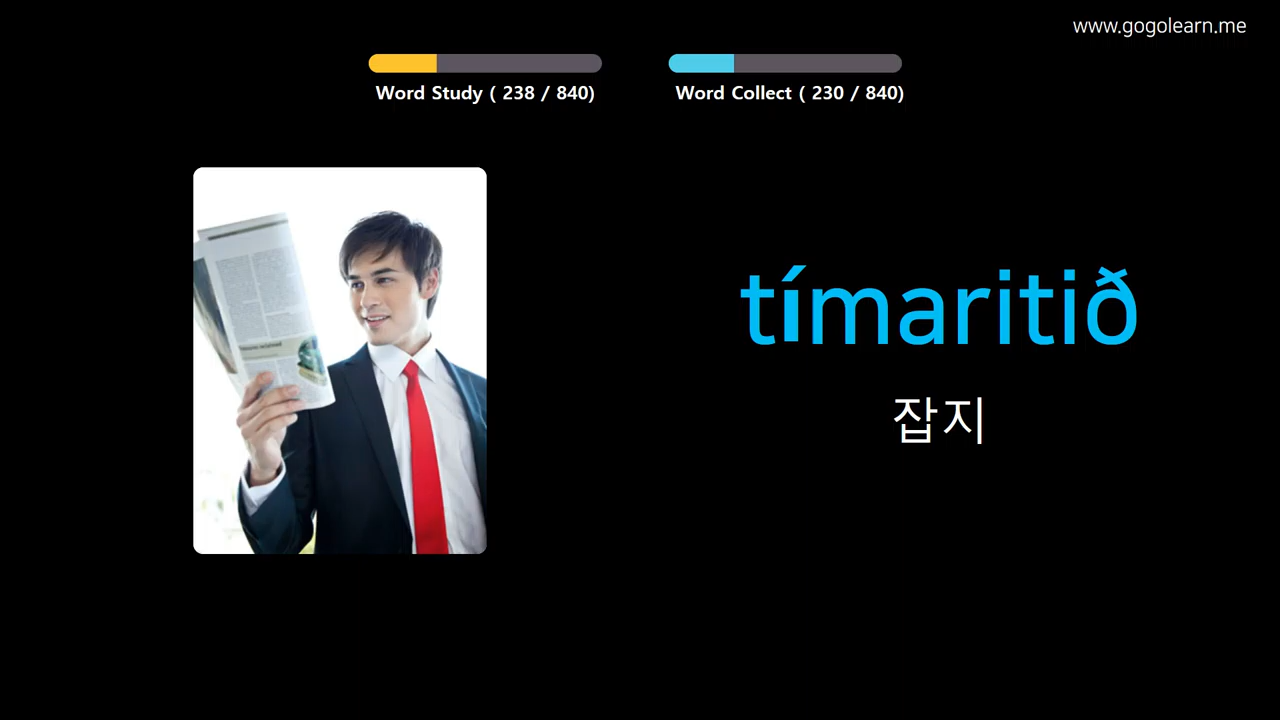 www.gogolearn.me
Word Study ( 238 / 840)
Word Collect ( 230 / 840)
tímaritið
잡지